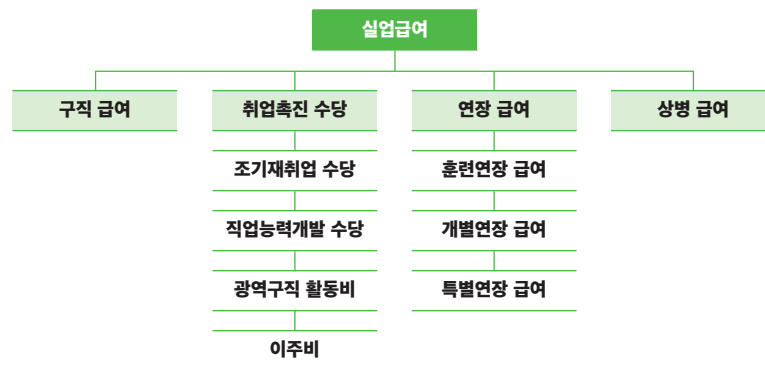 실업급여
구직 급여
취업촉진 수당
연장 급여
상병 급여
조기재취업 수당
훈련연장 급여
직업능력개발 수당
개별연장 급여
광역구직 활동비
특별연장 급여
이주비